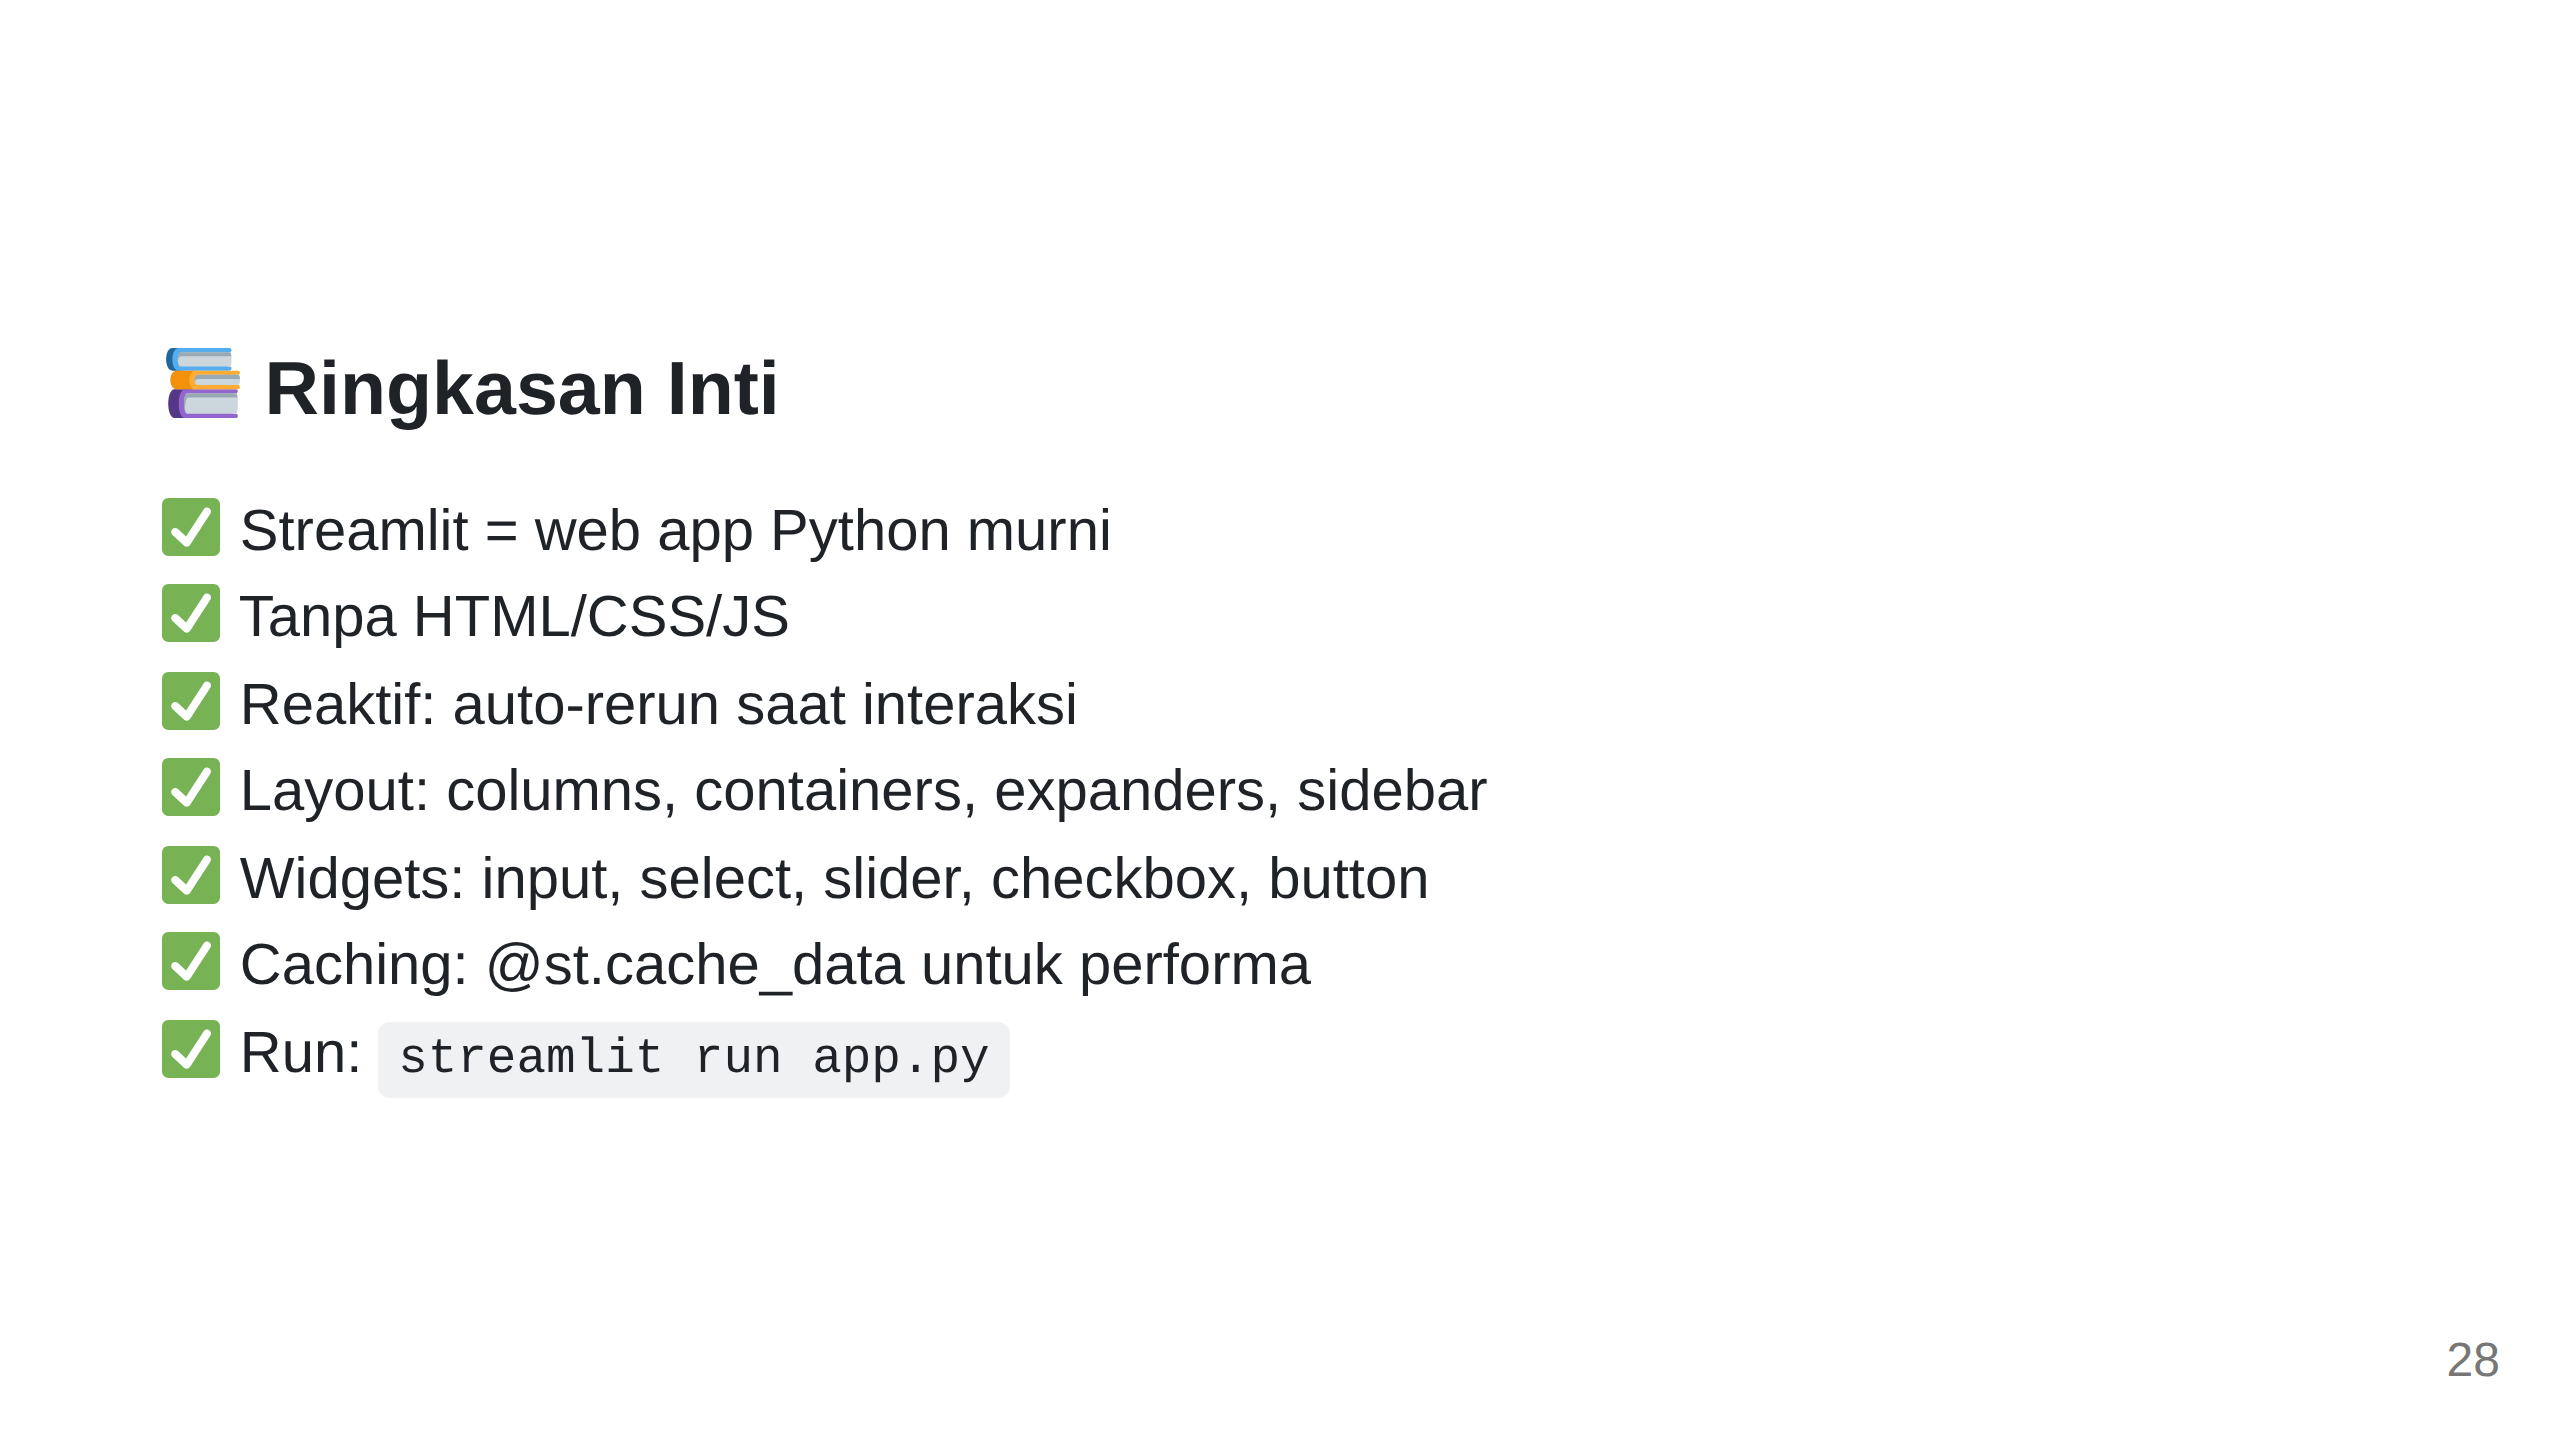 📚 Ringkasan Inti
✅ Streamlit = web app Python murni
✅ Tanpa HTML/CSS/JS
✅ Reaktif: auto-rerun saat interaksi
✅ Layout: columns, containers, expanders, sidebar
✅ Widgets: input, select, slider, checkbox, button
✅ Caching: @st.cache_data untuk performa
✅ Run: streamlit run app.py
28